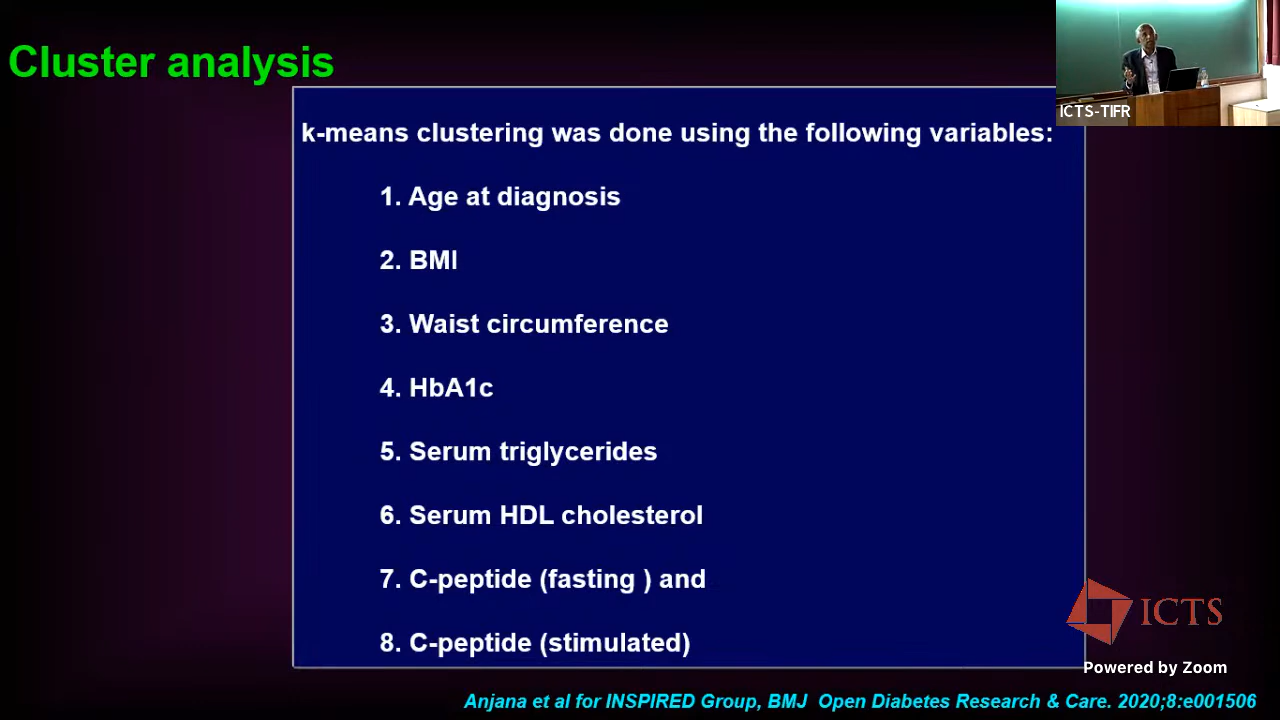 Cluster analysis
ICTS-TIFR
k-means clustering was done using the following variables:
1. Age at diagnosis
2. BMI
3. Waist circumference
4. HbA1c
5. Serum triglycerides
6. Serum HDL cholesterol
7. C-peptide (fasting ) and
8. C-peptide (stimulated)
ICTS
Powered by Zoom
Anjana et al for INSPIRED Group, BMJ Open Diabetes Research & Care. 2020;8:e001506